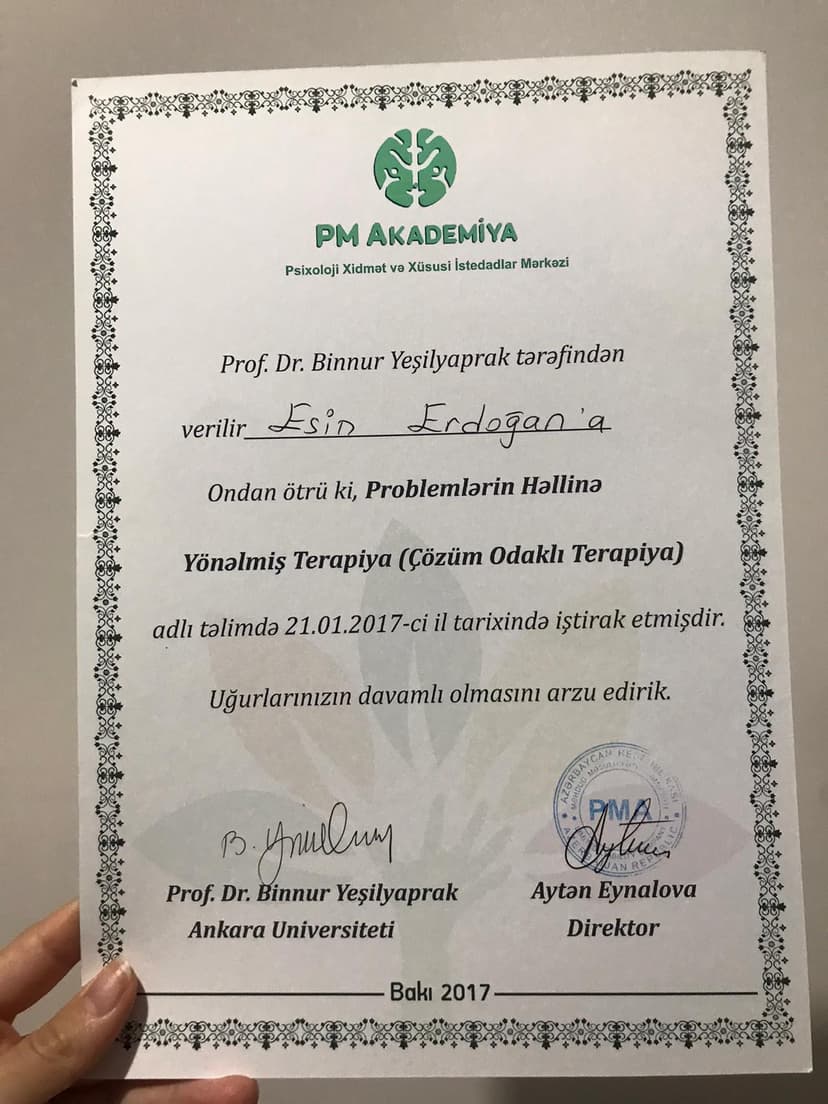 PM AKADEMİYA
Psixoloji Xidmət və Xüsusi İstedadlar Mərkəzi
Prof. Dr. Binnur Yeşilyaprak tərəfindən
verilir Esin Erdoğan'a
Ondan ötrü ki, Problemlərin Həllinə
Yönəlmiş Terapiya (Çözüm Odaklı Terapiya)
adlı təlimdə 21.01.2017-ci il tarixində iştirak etmişdir.
Uğurlarınızın davamlı olmasını arzu edirik.
AZƏRBAYCAN
PMA
Prof. Dr. Binnur Yeşilyaprak
Aytən Eynalova
Ankara Universiteti
Direktor
Bakı 2017